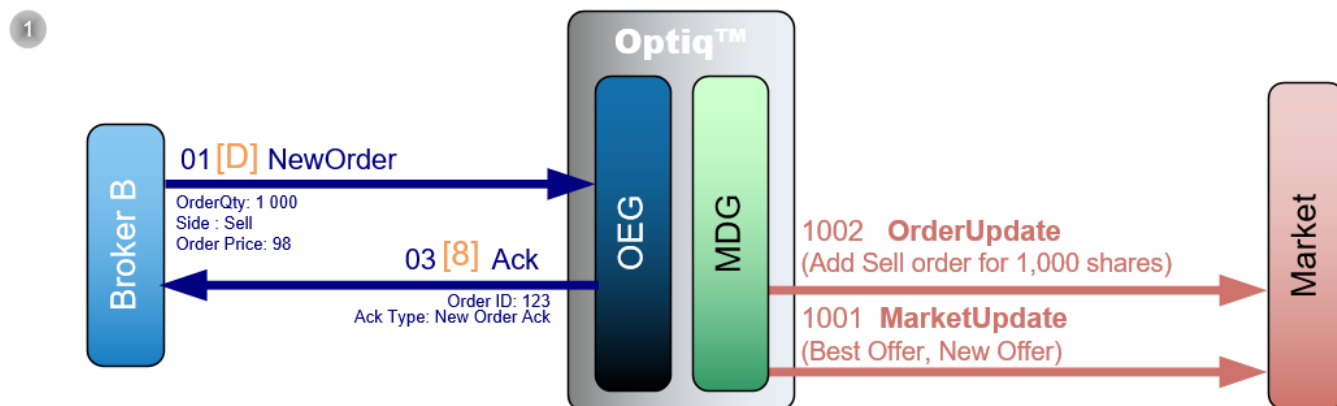 1
Optiq™
Broker B
01 [D] NewOrder
OrderQty: 1 000
Side : Sell
Order Price: 98
03 [8] Ack
Order ID: 123
Ack Type: New Order Ack
OEG
MDG
1002 OrderUpdate
(Add Sell order for 1,000 shares)
1001 MarketUpdate
(Best Offer, New Offer)
Market